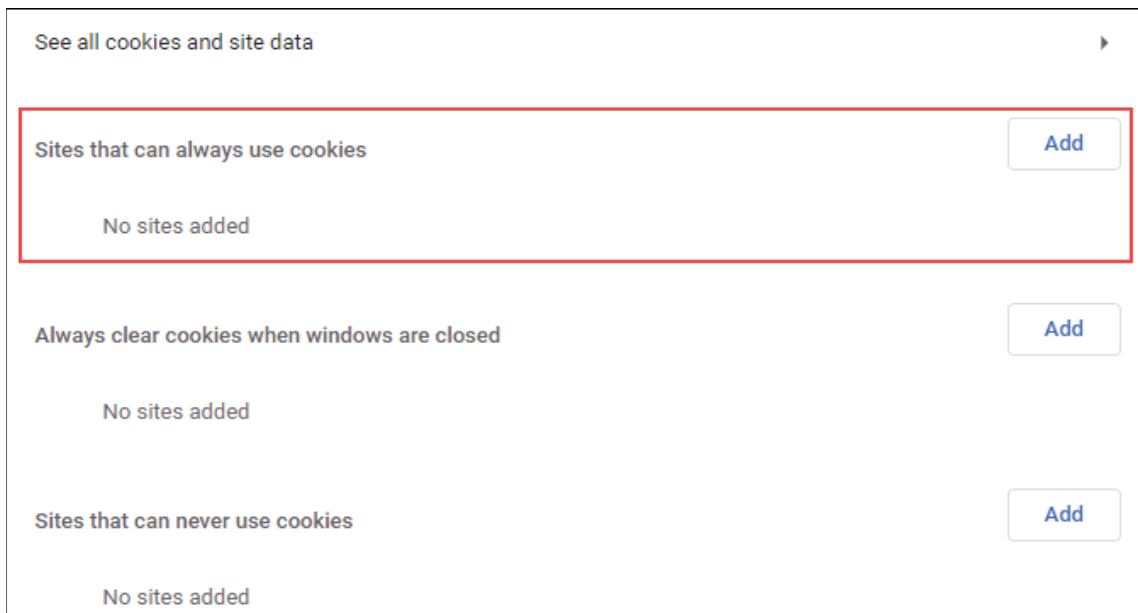 See all cookies and site data
Sites that can always use cookies
Add
No sites added
Always clear cookies when windows are closed
Add
No sites added
Sites that can never use cookies
Add
No sites added